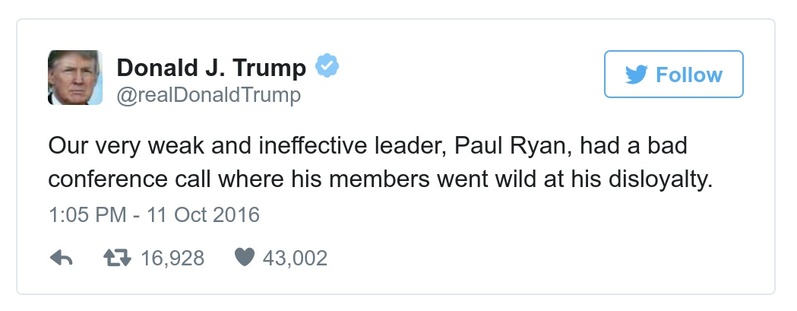 Donald J. Trump
@realDonaldTrump
Follow
Our very weak and ineffective leader, Paul Ryan, had a bad
conference call where his members went wild at his disloyalty.
1:05 PM - 11 Oct 2016
16,928 43,002